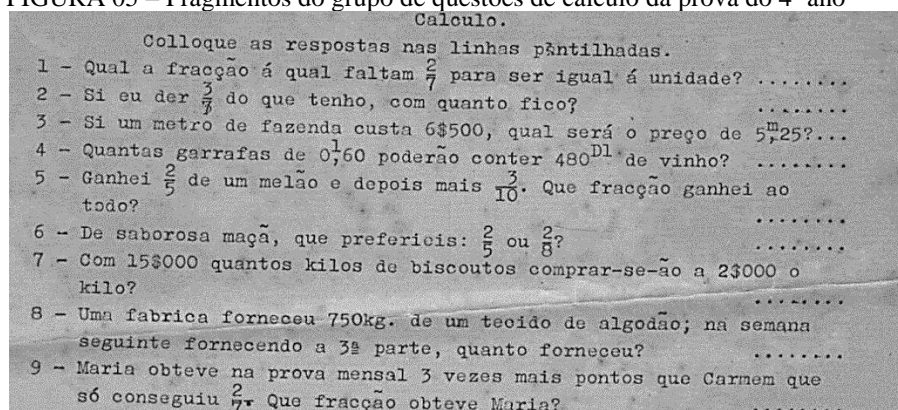 FIGURA 05 – Fragmentos do grupo de questões de cálculo da prova do 4º ano
Calculo.
Colloque as respostas nas linhas pantilhadas.
1 - Qual a fracção á qual faltam 2/7 para ser igual á unidade? ........
2 - Si eu der 3/7 do que tenho, com quanto fico? ........
3 - Si um metro de fazenda custa 6$500, qual será o preço de 5,m25?...
4 - Quantas garrafas de 0,l60 poderão conter 480Dl de vinho? ........
5 - Ganhei 2/5 de um melão e depois mais 3/10. Que fracção ganhei ao
todo? ........
6 - De saborosa maçã, que preferieis: 2/5 ou 2/8? ........
7 - Com 15$000 quantos kilos de biscoutos comprar-se-ão a 2$000 o
kilo? ........
8 - Uma fabrica forneceu 750kg. de um tecido de algodão; na semana
seguinte fornecendo a 3ª parte, quanto forneceu? ........
9 - Maria obteve na prova mensal 3 vezes mais pontos que Carmem que
só conseguiu 2/7. Que fracção obteve Maria? ........